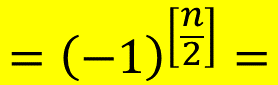 = (−1)^[n/2] =